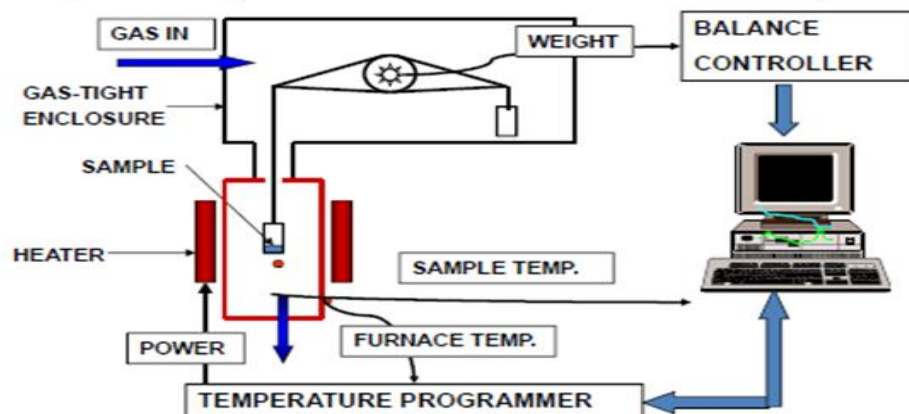 GAS IN
WEIGHT
BALANCE
CONTROLLER
GAS-TIGHT
ENCLOSURE
SAMPLE
HEATER
SAMPLE TEMP.
FURNACE TEMP.
POWER
TEMPERATURE PROGRAMMER